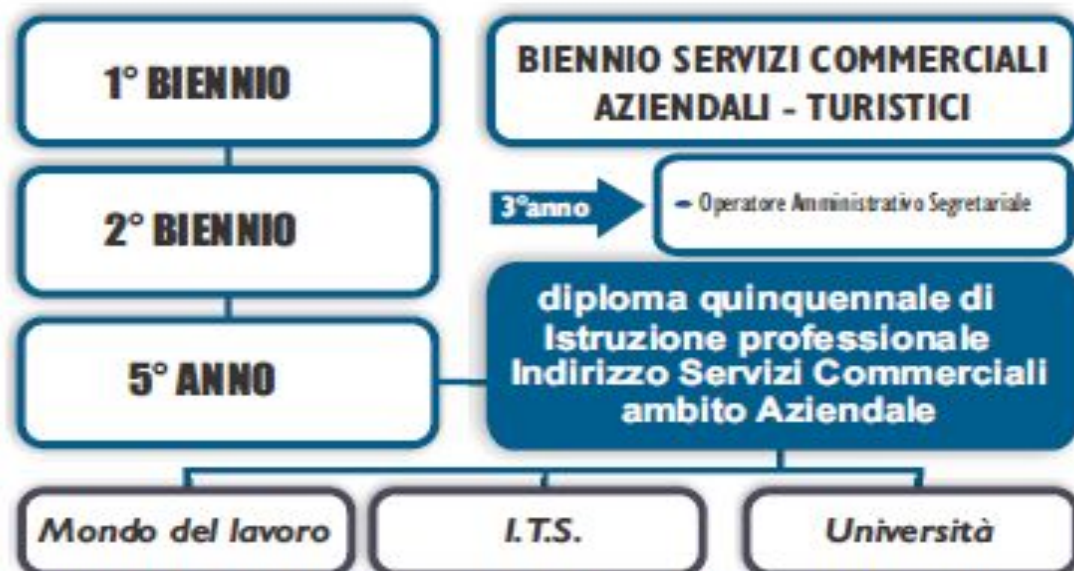 1° BIENNIO
BIENNIO SERVIZI COMMERCIALI
AZIENDALI - TURISTICI
2° BIENNIO
3°anno
Operatore Amministrativo Segretariale
5° ANNO
diploma quinquennale di
Istruzione professionale
Indirizzo Servizi Commerciali
ambito Aziendale
Mondo del lavoro
I.T.S.
Università